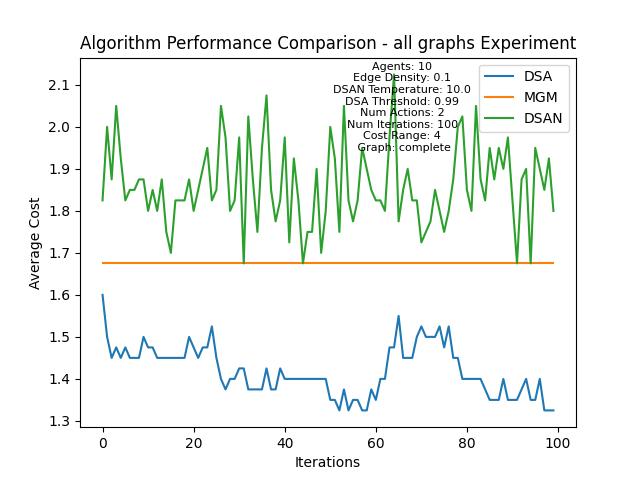 Algorithm Performance Comparison - all graphs Experiment
Agents: 10
Edge Density: 0.1
DSAN Temperature: 10.0
DSA Threshold: 0.99
Num Actions: 2
Num Iterations: 100
Cost Range: 4
Graph: complete
DSA
MGM
DSAN
Average Cost
2.1
2.0
1.9
1.8
1.7
1.6
1.5
1.4
1.3
0
20
40
60
80
100
Iterations